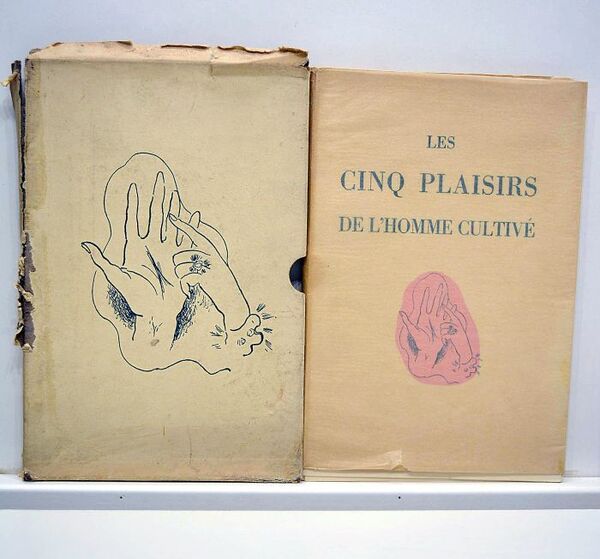 LES
CINQ PLAISIRS
DE L'HOMME CULTIVÉ